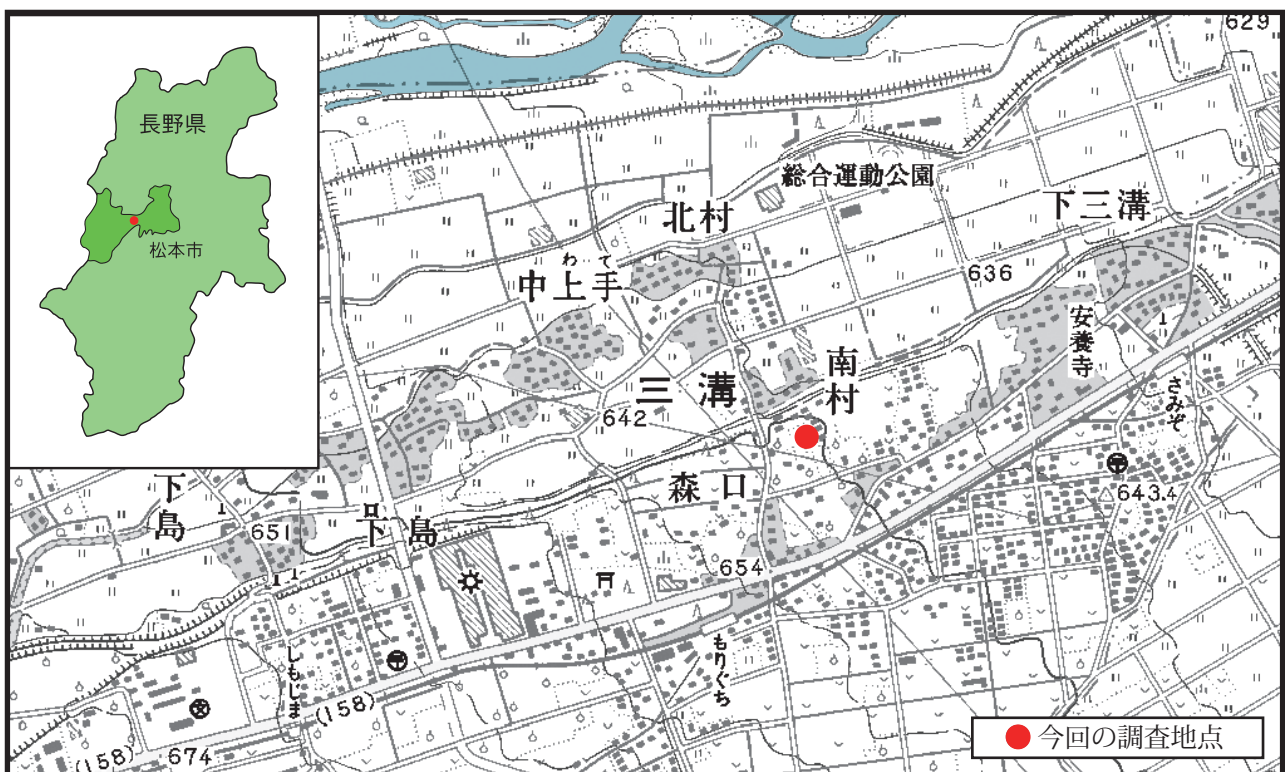 長野県
松本市
629
総合運動公園
下三溝
北村
わて
中上手
636
安養寺
南村
三溝
さみぞ
642
森口
643.4
下島
651
下島
654
もりぐち
しもじま
(158)
(158)
674
今回の調査地点